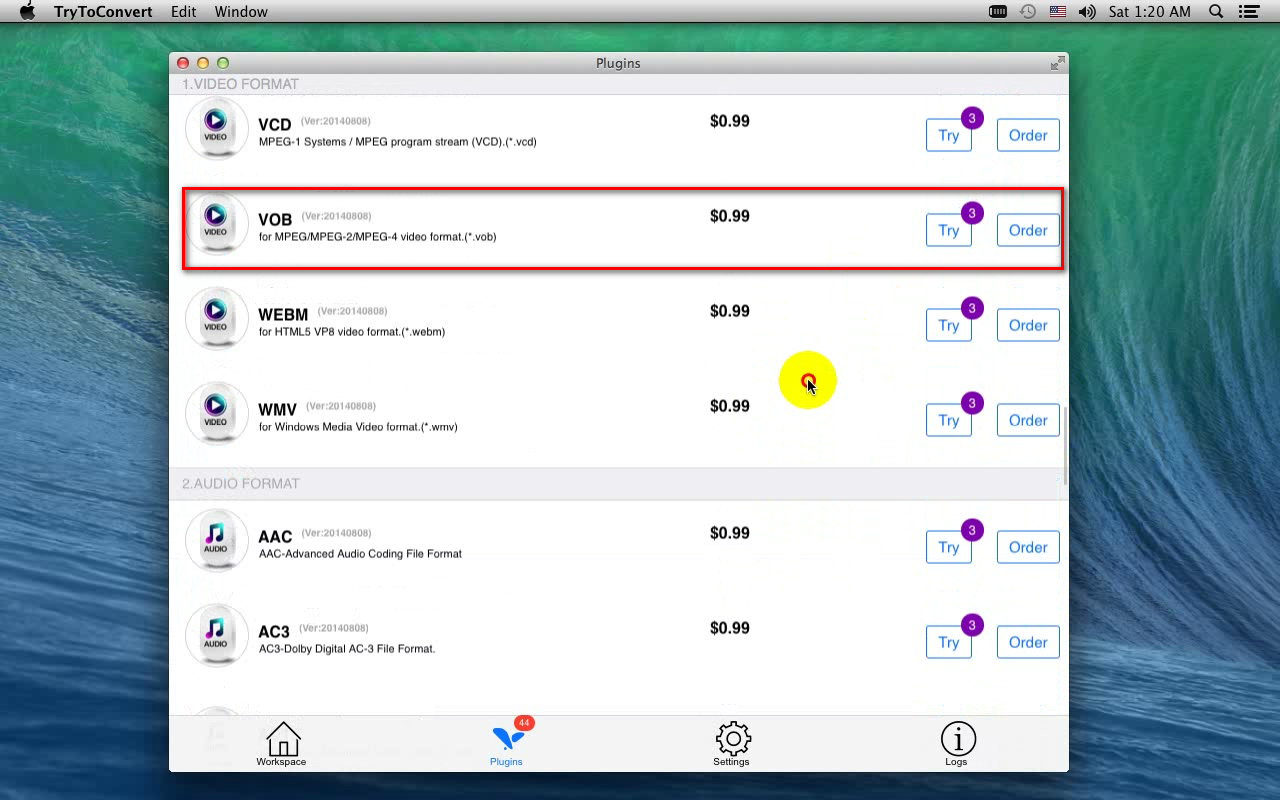 TryToConvert Edit Window Sat 1:20 AM
Plugins
1.VIDEO FORMAT
VIDEO VCD (Ver:20140808) $0.99 Try 3 Order
MPEG-1 Systems / MPEG program stream (VCD).(*.vcd)
VIDEO VOB (Ver:20140808) $0.99 Try 3 Order
for MPEG/MPEG-2/MPEG-4 video format.(*.vob)
VIDEO WEBM (Ver:20140808) $0.99 Try 3 Order
for HTML5 VP8 video format.(*.webm)
VIDEO WMV (Ver:20140808) $0.99 Try 3 Order
for Windows Media Video format.(*.wmv)
2.AUDIO FORMAT
AUDIO AAC (Ver:20140808) $0.99 Try 3 Order
AAC-Advanced Audio Coding File Format
AUDIO AC3 (Ver:20140808) $0.99 Try 3 Order
AC3-Dolby Digital AC-3 File Format.
44
Workspace Plugins Settings Logs